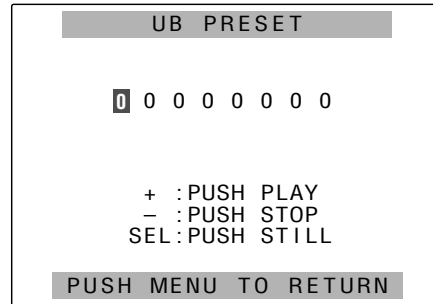 UB PRESET
0 0 0 0 0 0 0 0
+ :PUSH PLAY
− :PUSH STOP
SEL:PUSH STILL
PUSH MENU TO RETURN